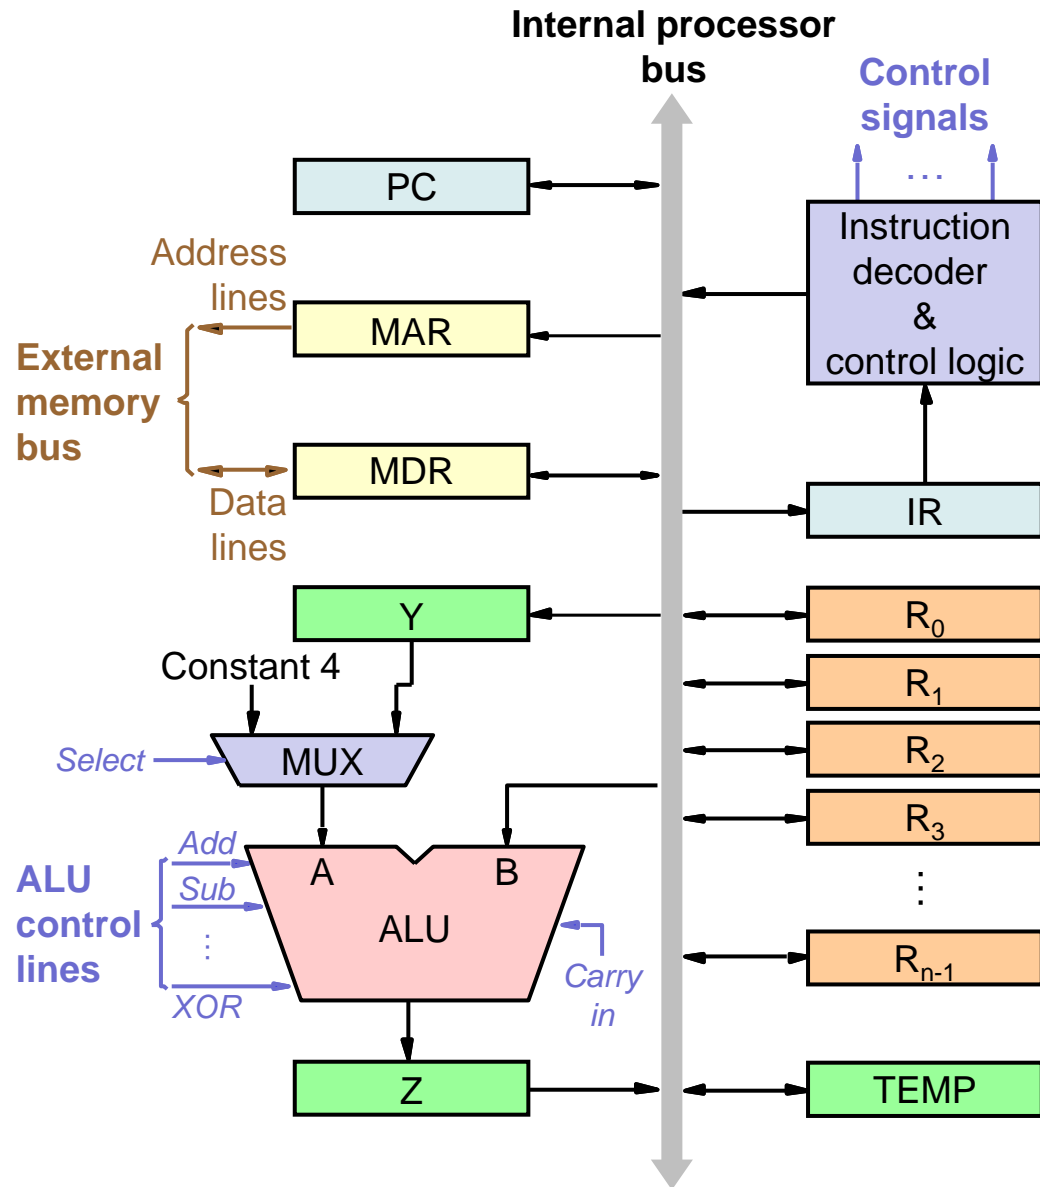 Internal processor
bus
Control
signals
...
PC
Instruction
decoder
&
control logic
Address
lines
MAR
External
memory
bus
MDR
Data
lines
IR
Y
R0
Constant 4
R1
Select
MUX
R2
R3
Add
A
B
ALU
control
lines
Sub
⋮
ALU
⋮
XOR
Carry
in
Rn-1
Z
TEMP